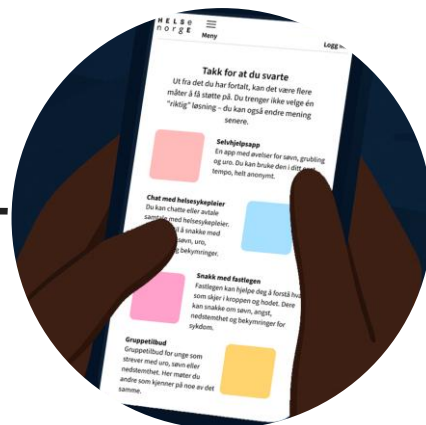 HELSe
norgE
Meny
Logg
Takk for at du svarte
Ut fra det du har fortalt, kan det være flere
måter å få støtte på. Du trenger ikke velge én
"riktig" løsning – du kan også endre mening
senere.
Selvhjelpsapp
En app med øvelser for søvn, grubling
og uro. Du kan bruke den i ditt
tempo, helt anonymt.
Chat med helsesykepleier
Du kan chatte eller avtale
samtale med helsesykepleier.
til å snakke med
søvn, uro,
og bekymringer.
Snakk med fastlegen
Fastlegen kan hjelpe deg å forstå
som skjer i kroppen og hodet. Dere
kan snakke om søvn, angst,
nedstemthet og bekymringer for
sykdom.
Gruppetilbud
Gruppetilbud for unge som
strever med uro, søvn eller
nedstemthet. Her møter du
andre som kjenner på noe av det
samme.